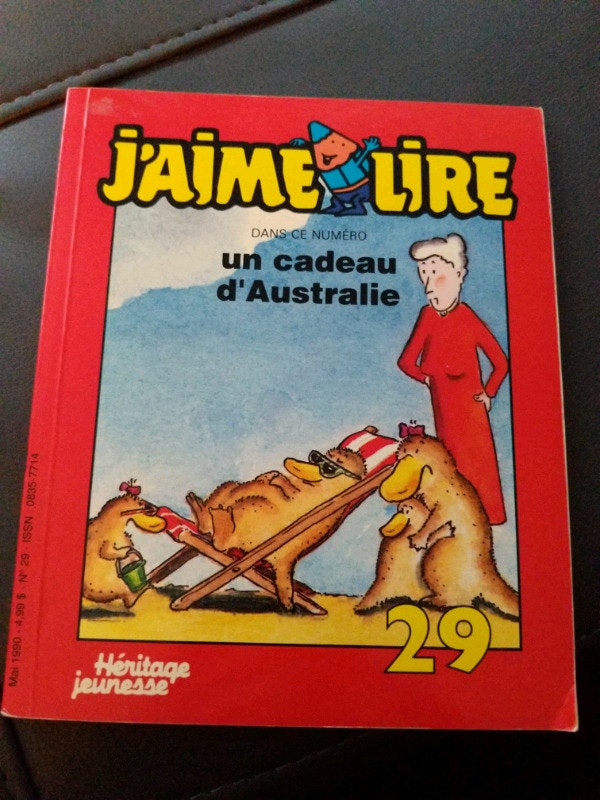 J'AIME LIRE
DANS CE NUMÉRO
un cadeau
d'Australie
29
Héritage
jeunesse
Mai 1990 - 4,99 $ - N° 29 - ISSN 0835-7714